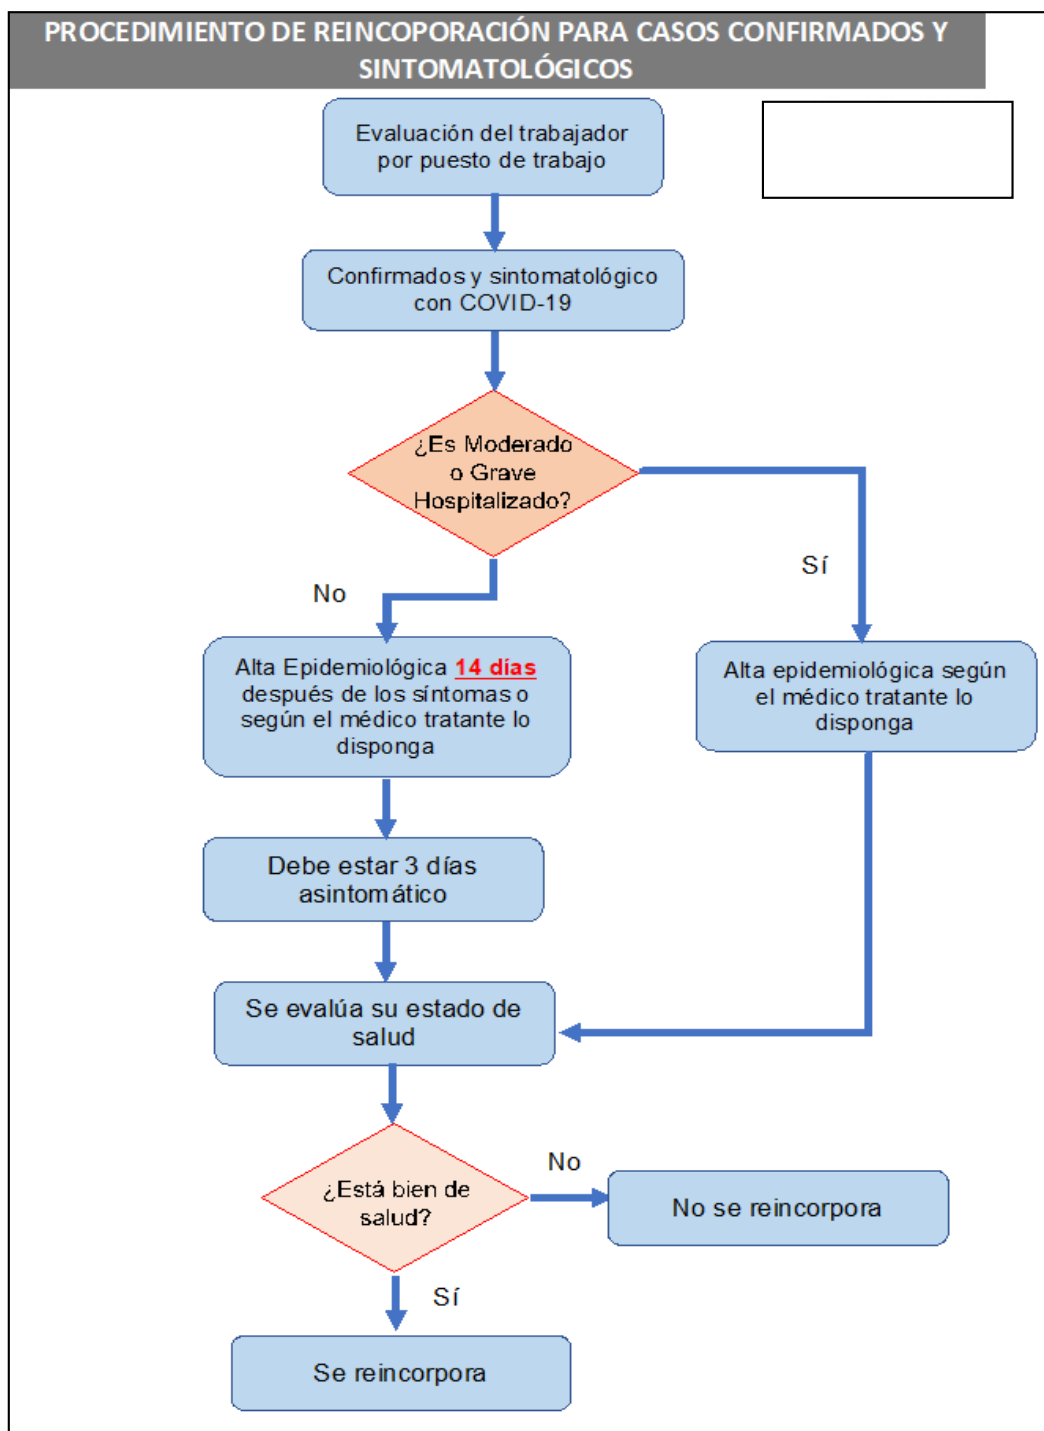 PROCEDIMIENTO DE REINCOPORACIÓN PARA CASOS CONFIRMADOS Y
SINTOMATOLÓGICOS
Evaluación del trabajador
por puesto de trabajo
Confirmados y sintomatológico
con COVID-19
¿Es Moderado
o Grave
Hospitalizado?
Sí
No
Alta Epidemiológica 14 días
después de los síntomas o
según el médico tratante lo
disponga
Alta epidemiológica según
el médico tratante lo
disponga
Debe estar 3 días
asintomático
Se evalúa su estado de
salud
¿Está bien de
salud?
No
No se reincorpora
Sí
Se reincorpora